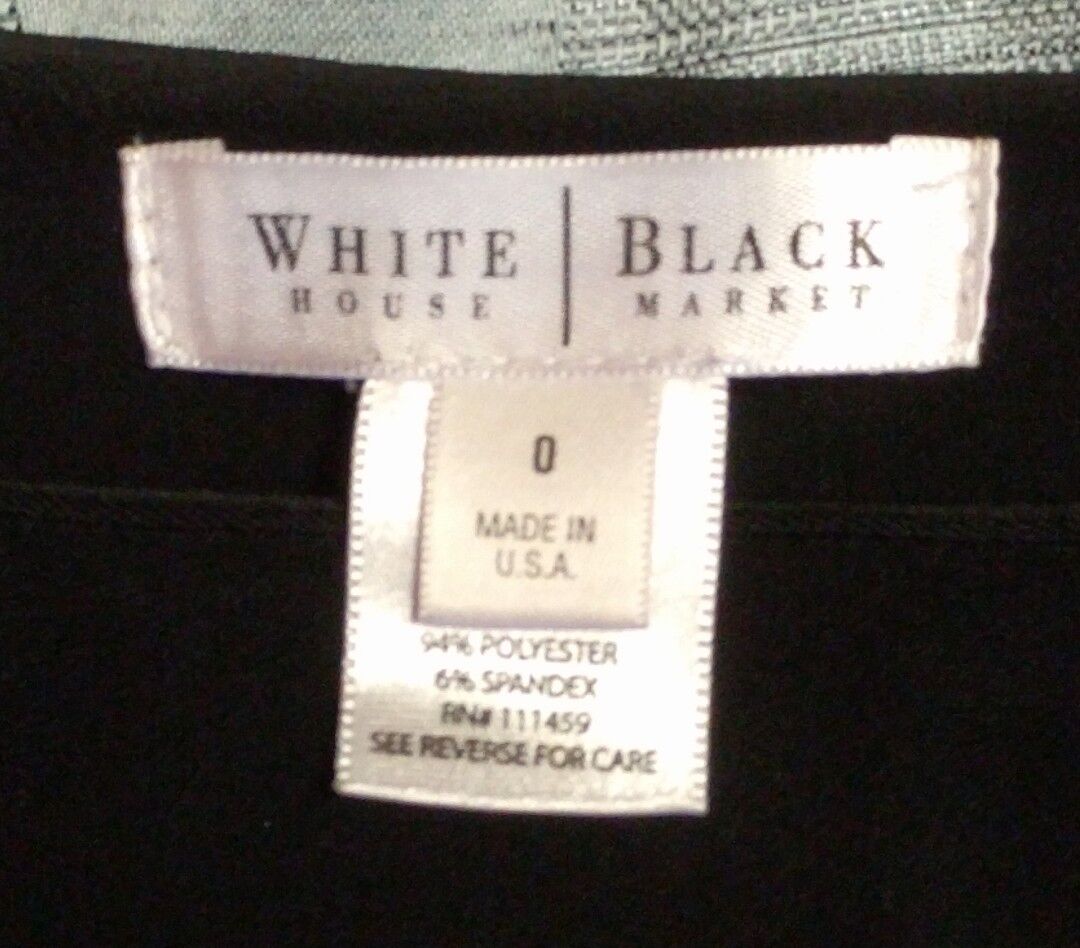 WHITE | BLACK
HOUSE MARKET
0
MADE IN
U.S.A.
94% POLYESTER
6% SPANDEX
RN# 111459
SEE REVERSE FOR CARE